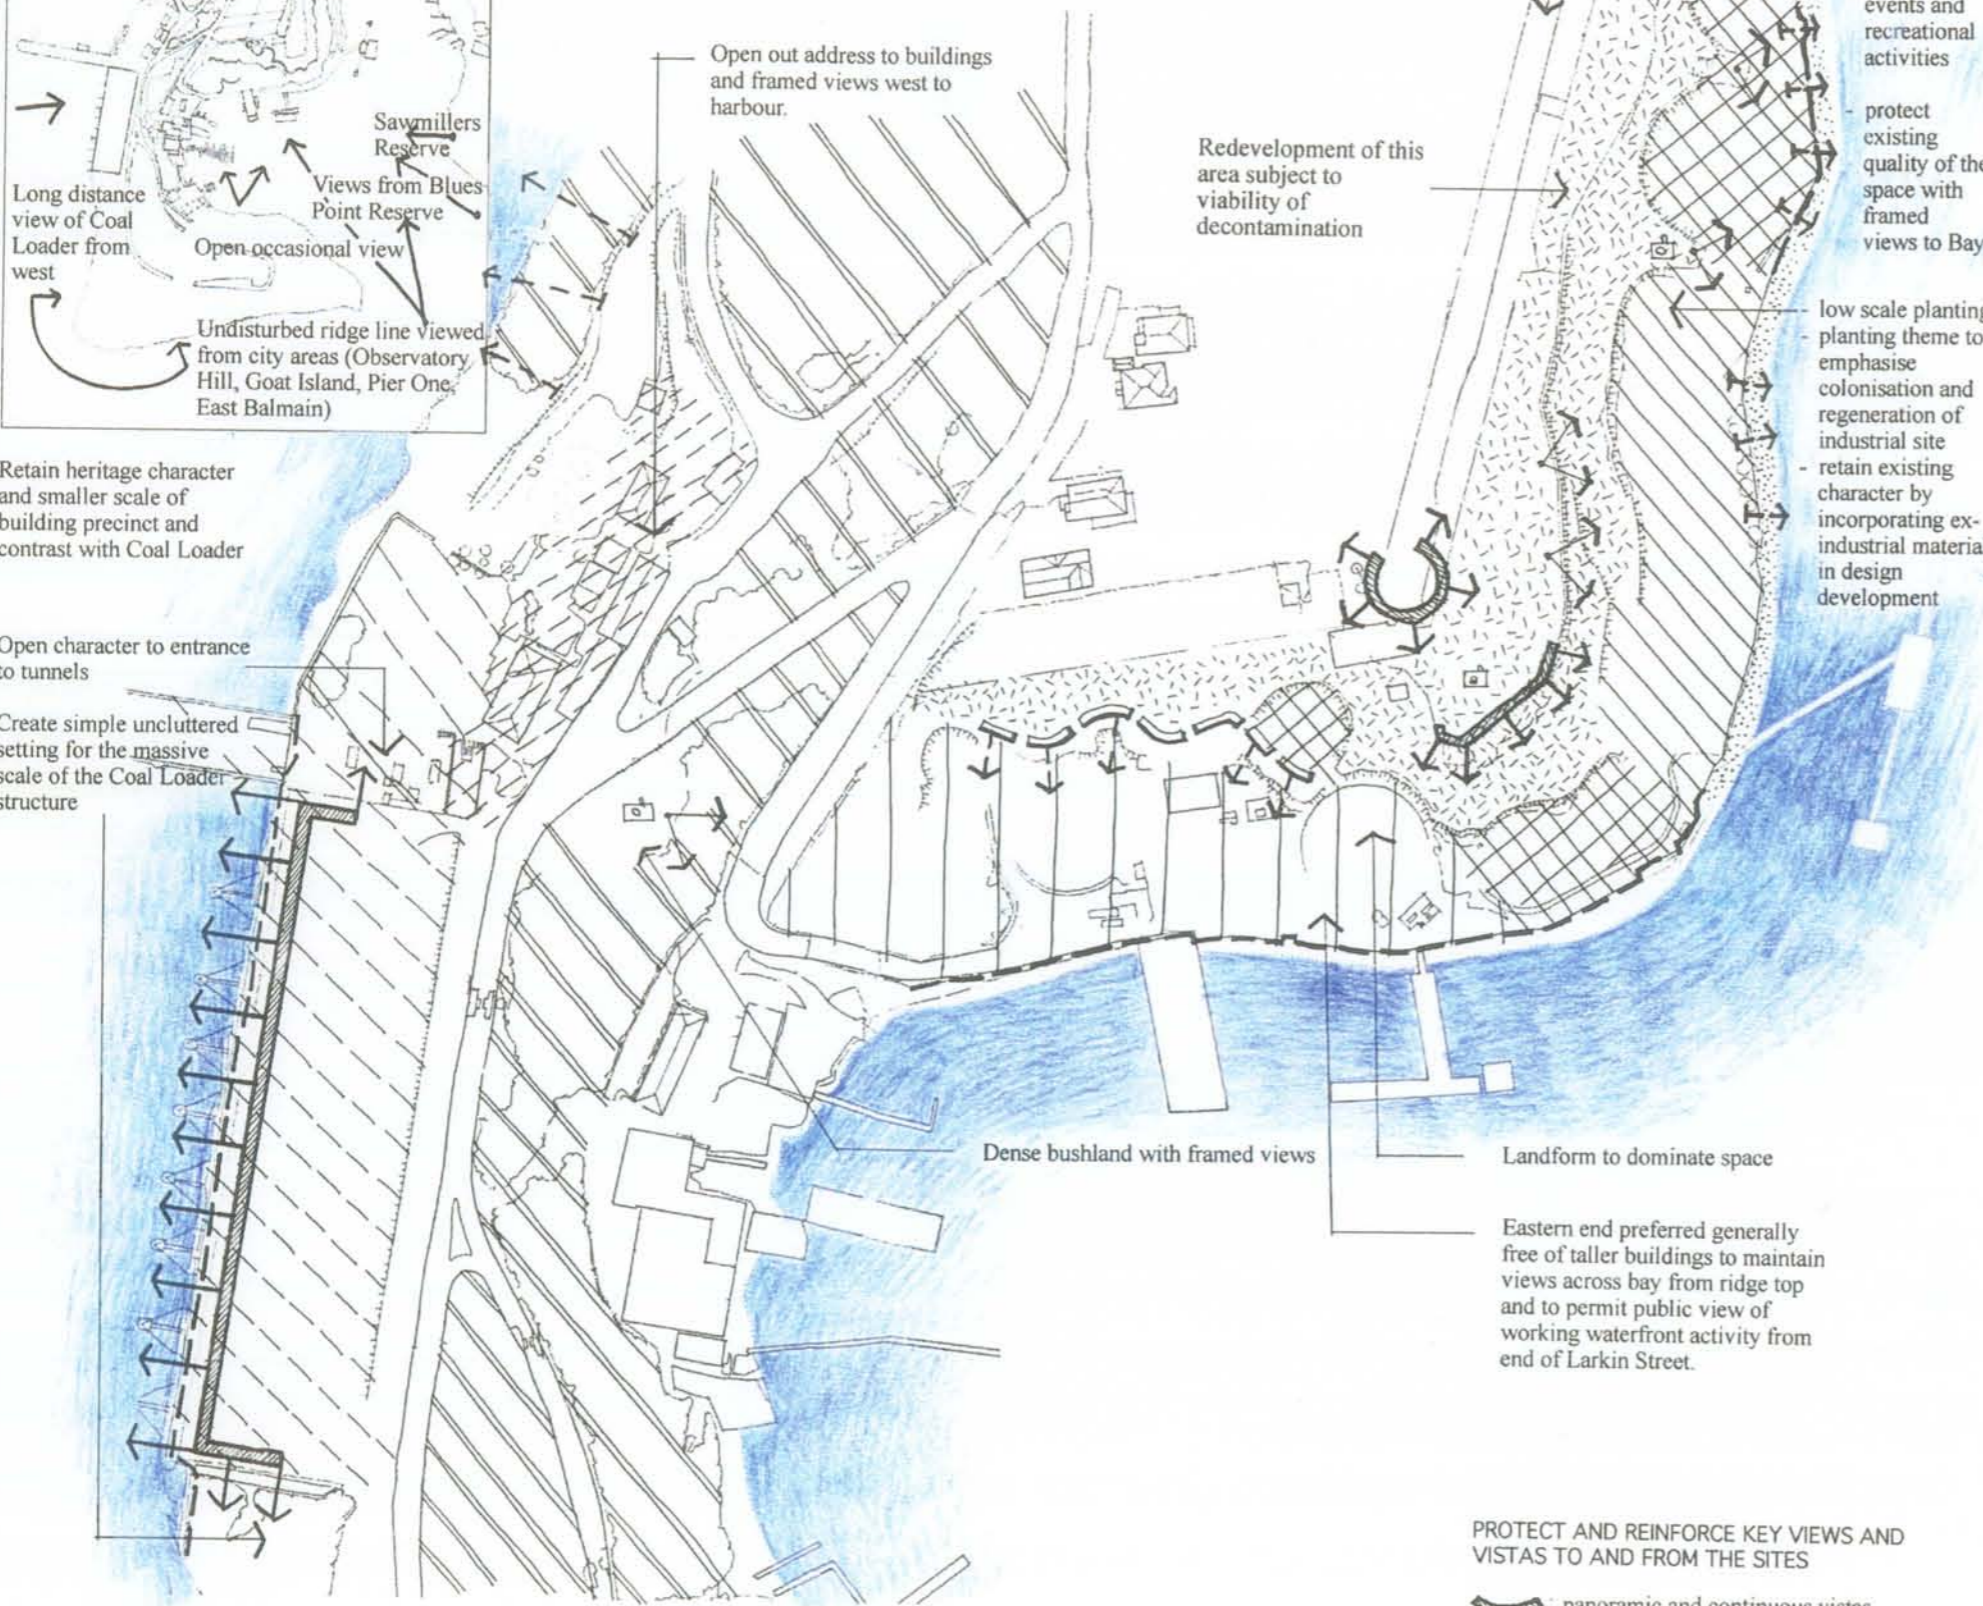 Sawmillers
Reserve
Long distance
view of Coal
Loader from
west
Views from Blues
Point Reserve
Open occasional view
Undisturbed ridge line viewed
from city areas (Observatory
Hill, Goat Island, Pier One,
East Balmain)
Open out address to buildings
and framed views west to
harbour.
Redevelopment of this
area subject to
viability of
decontamination
events and
recreational
activities
- protect
existing
quality of the
space with
framed
views to Bay
- low scale planting
- planting theme to
emphasise
colonisation and
regeneration of
industrial site
- retain existing
character by
incorporating ex-
industrial materia
in design
development
Retain heritage character
and smaller scale of
building precinct and
contrast with Coal Loader
Open character to entrance
to tunnels
Create simple uncluttered
setting for the massive
scale of the Coal Loader
structure
Dense bushland with framed views
Landform to dominate space
Eastern end preferred generally
free of taller buildings to maintain
views across bay from ridge top
and to permit public view of
working waterfront activity from
end of Larkin Street.
PROTECT AND REINFORCE KEY VIEWS AND
VISTAS TO AND FROM THE SITES
panoramic and continuous vistas